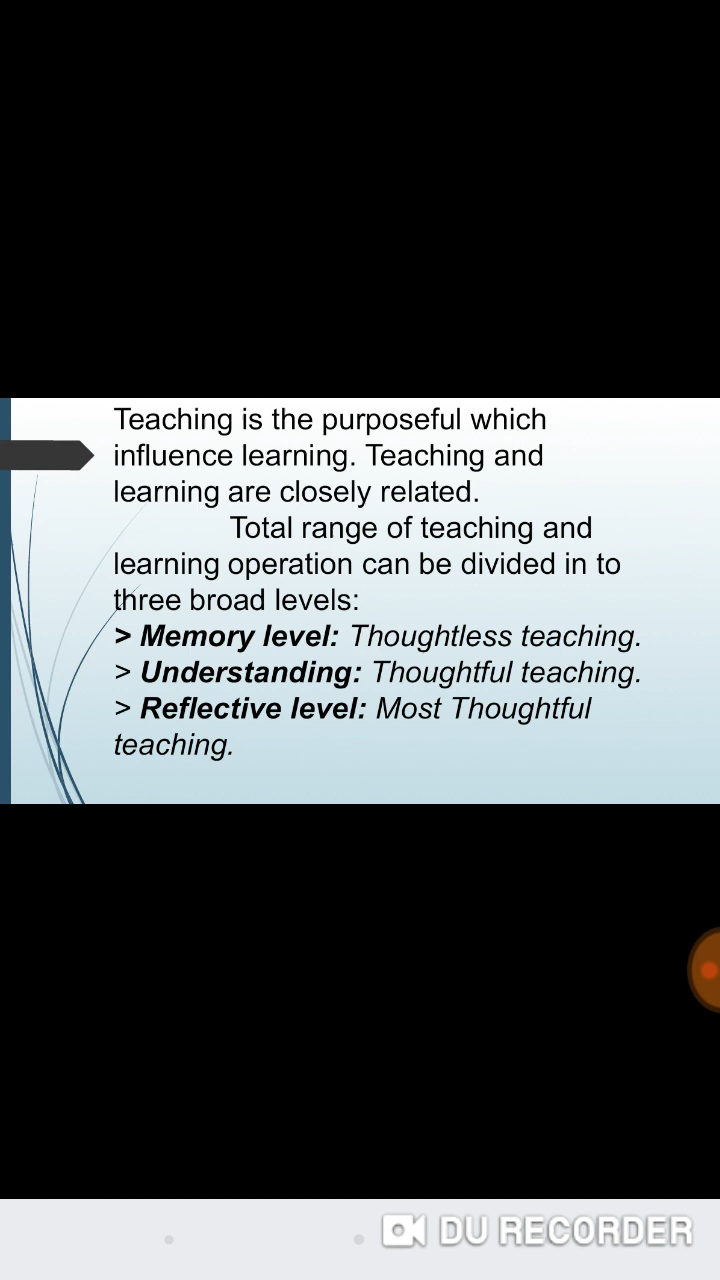 Teaching is the purposeful which
influence learning. Teaching and
learning are closely related.
Total range of teaching and
learning operation can be divided in to
three broad levels:
> Memory level: Thoughtless teaching.
> Understanding: Thoughtful teaching.
> Reflective level: Most Thoughtful
teaching.
DU RECORDER